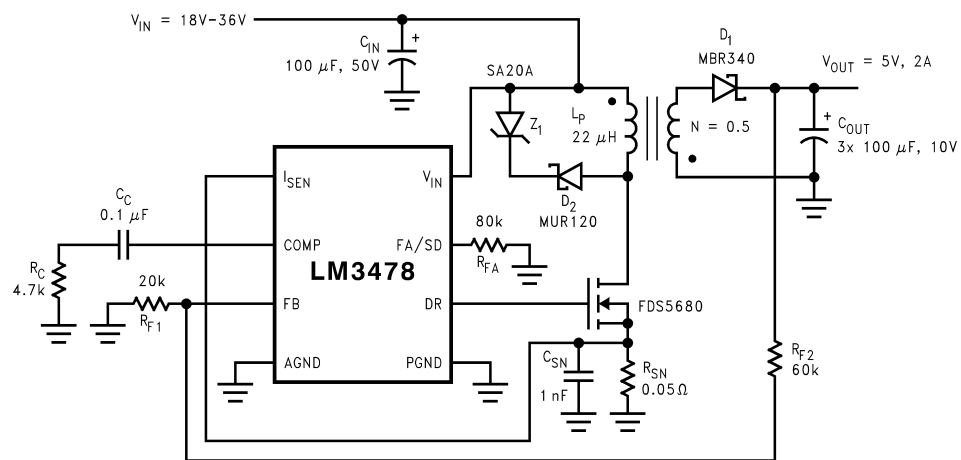 V_IN = 18V-36V
C_IN
+
100 μF, 50V
SA20A
Z_1
L_P
22 μH
N = 0.5
D_1
MBR340
V_OUT = 5V, 2A
+
C_OUT
3x 100 μF, 10V
D_2
MUR120
C_C
0.1 μF
R_C
4.7k
20k
R_F1
I_SEN
V_IN
COMP
FA/SD
LM3478
FB
DR
AGND
PGND
80k
R_FA
FDS5680
C_SN
1 nF
R_SN
0.05Ω
R_F2
60k